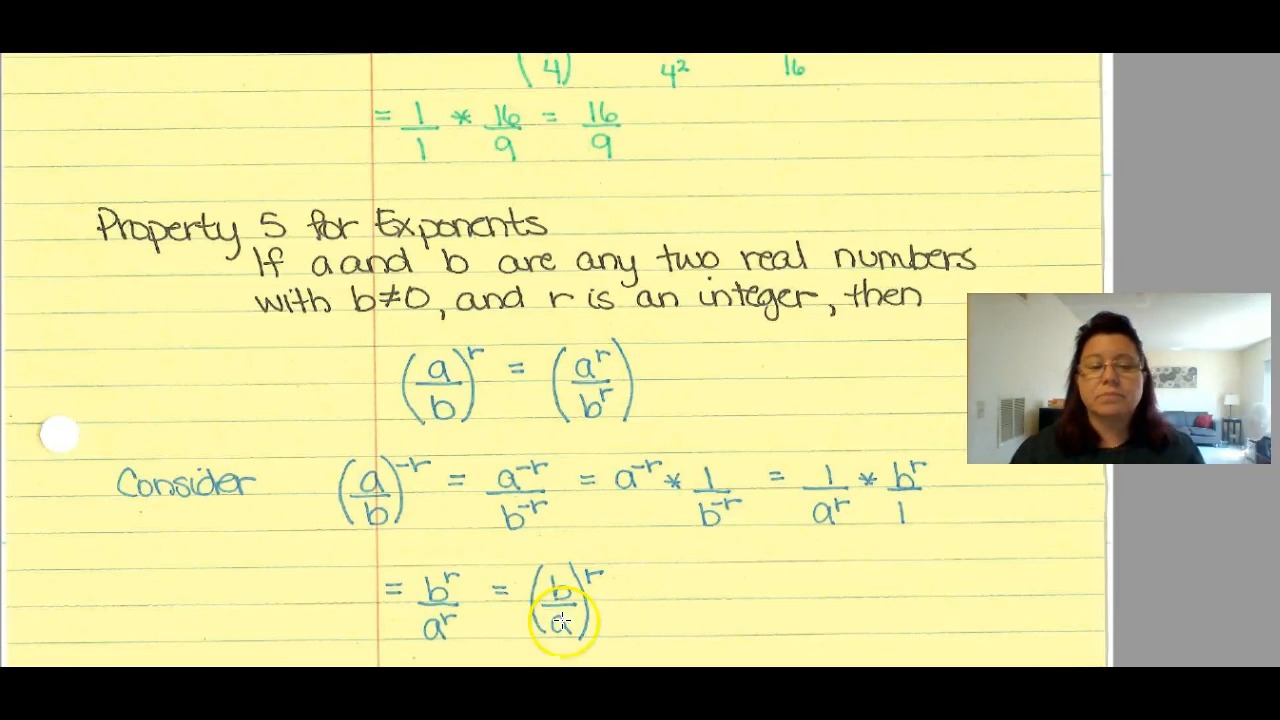 (4) 4² 16
= 1/1 * 16/9 = 16/9
Property 5 for Exponents
If a and b are any two real numbers
with b≠0, and r is an integer, then
(a/b)^r = (a^r/b^r)
Consider (a/b)^-r = a^-r/b^-r = a^-r * 1/b^-r = 1/a^r * b^r/1
= b^r/a^r = (b/a)^r